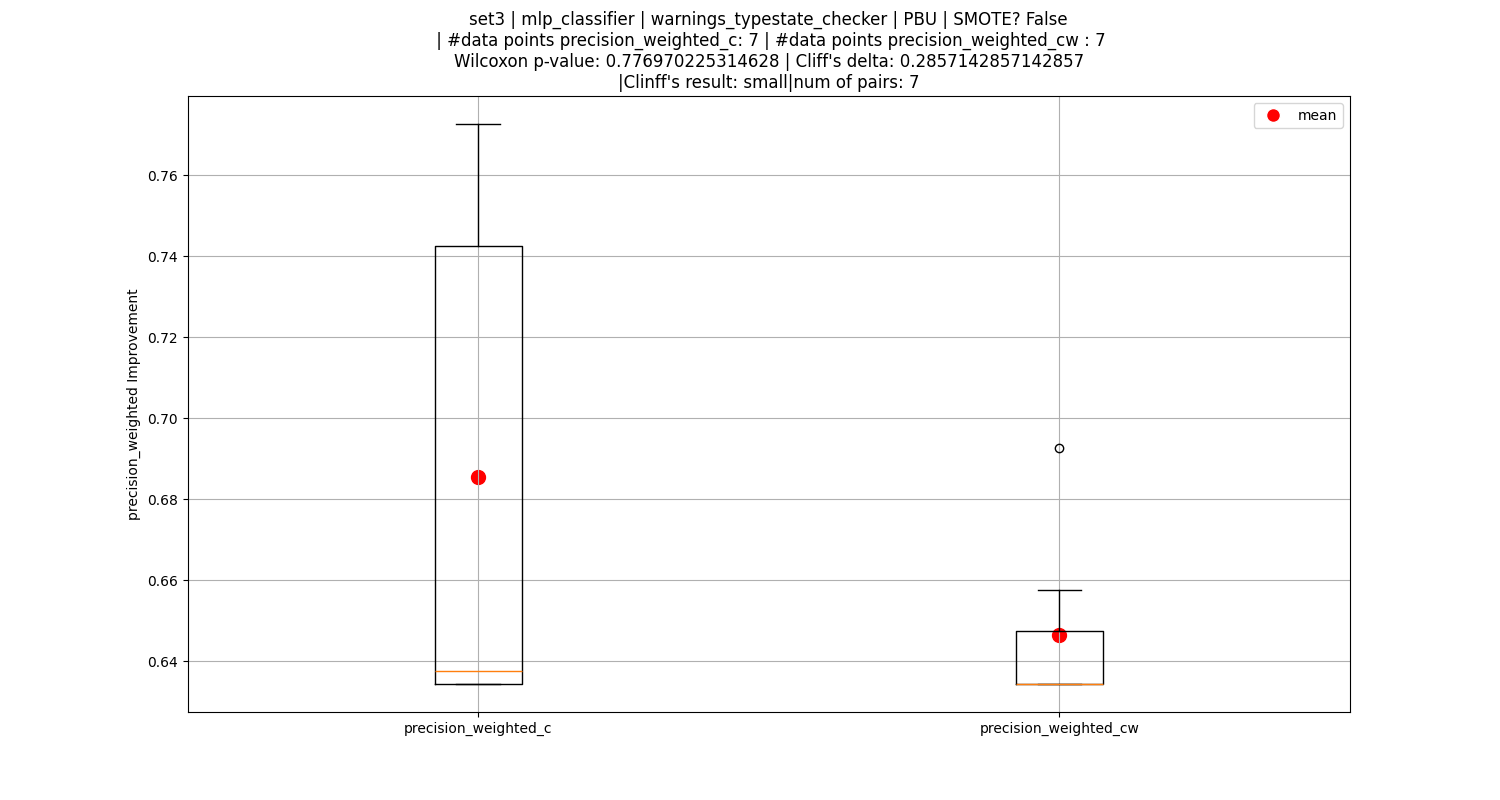 set3 | mlp_classifier | warnings_typestate_checker | PBU | SMOTE? False
| #data points precision_weighted_c: 7 | #data points precision_weighted_cw : 7
Wilcoxon p-value: 0.776970225314628 | Cliff's delta: 0.2857142857142857
|Clinff's result: small|num of pairs: 7
mean
0.76
0.74
0.72
0.70
0.68
0.66
0.64
precision_weighted Improvement
precision_weighted_c
precision_weighted_cw